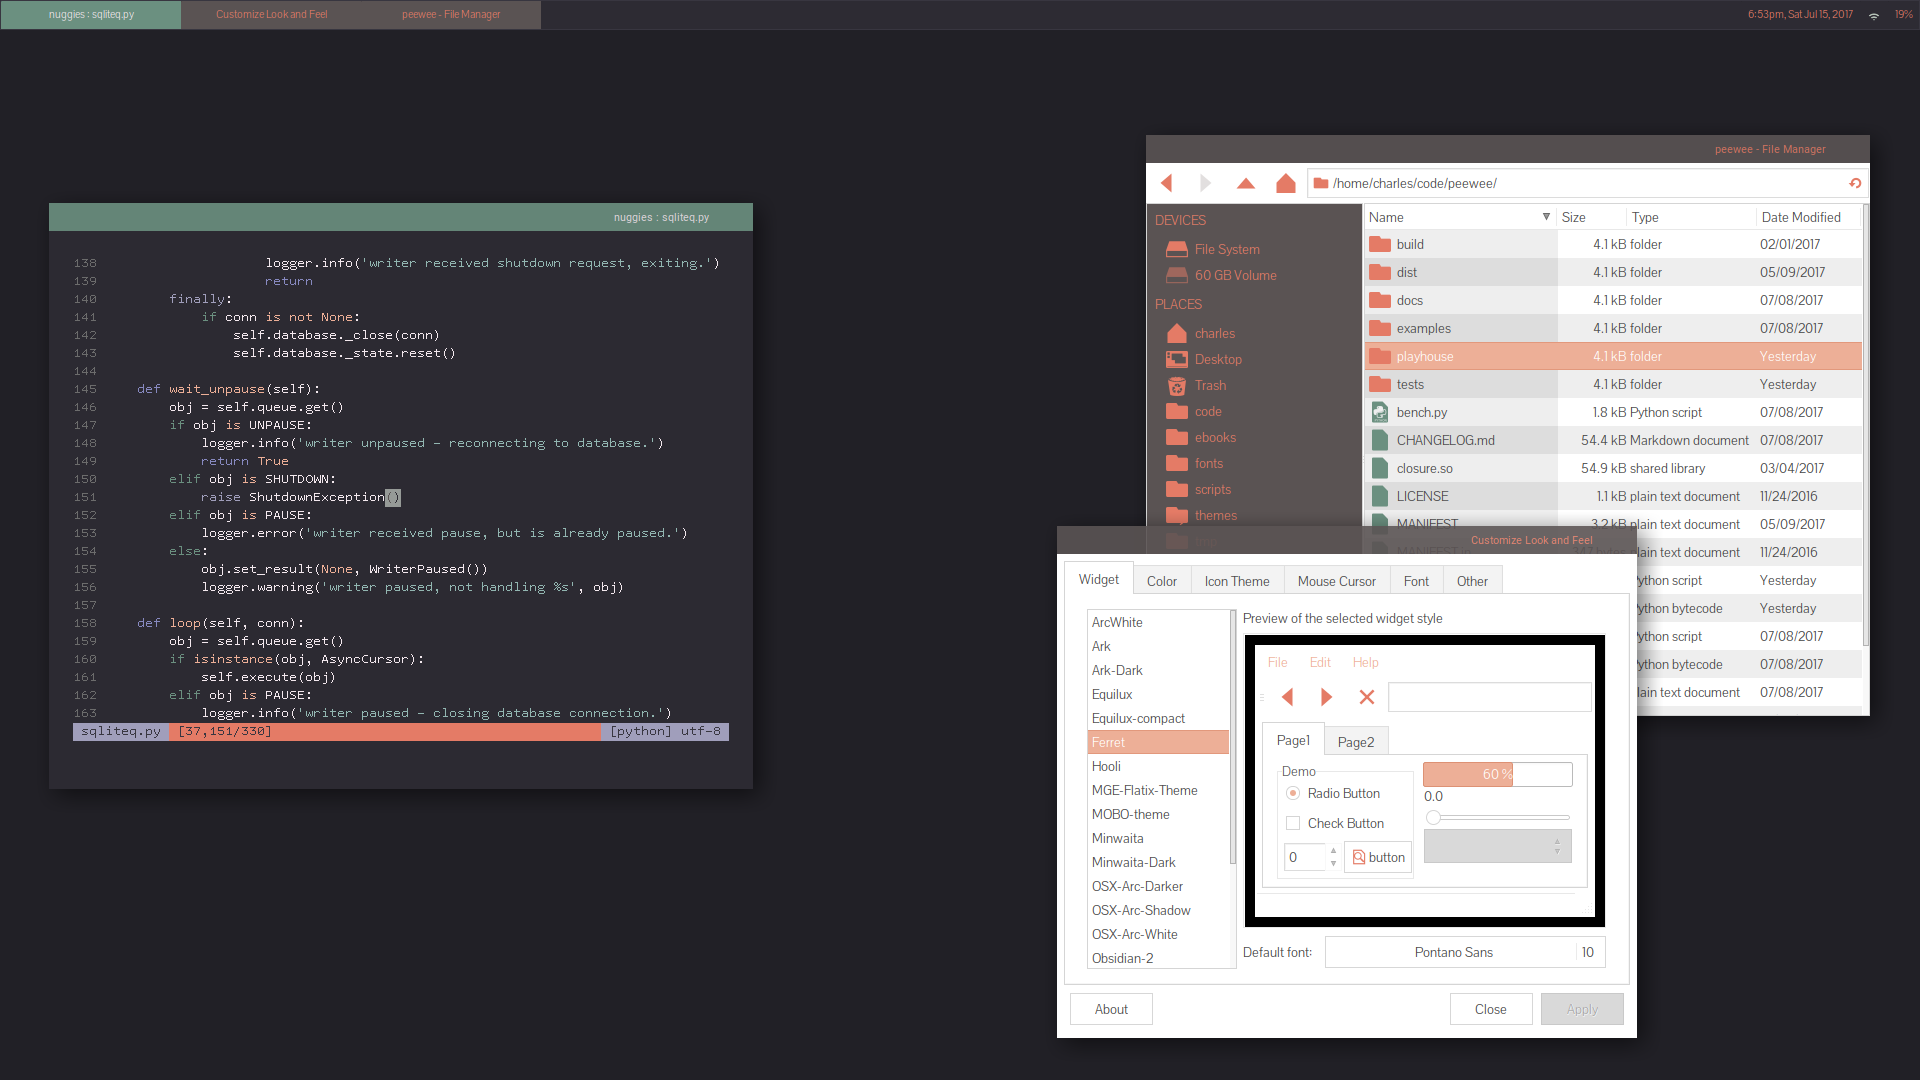 nuggies : sqliteq.py
Customize Look and Feel
peewee - File Manager
6:53pm, Sat Jul 15, 2017
19%
nuggies : sqliteq.py
138                     logger.info('writer received shutdown request, exiting.')
139                     return
140         finally:
141             if conn is not None:
142                 self.database._close(conn)
143                 self.database._state.reset()
144
145     def wait_unpause(self):
146         obj = self.queue.get()
147         if obj is UNPAUSE:
148             logger.info('writer unpaused - reconnecting to database.')
149             return True
150         elif obj is SHUTDOWN:
151             raise ShutdownException()
152         elif obj is PAUSE:
153             logger.error('writer received pause, but is already paused.')
154         else:
155             obj.set_result(None, WriterPaused())
156             logger.warning('writer paused, not handling %s', obj)
157
158     def loop(self, conn):
159         obj = self.queue.get()
160         if isinstance(obj, AsyncCursor):
161             self.execute(obj)
162         elif obj is PAUSE:
163             logger.info('writer paused - closing database connection.')
sqliteq.py [37,151/330] [python] utf-8
peewee - File Manager
/home/charles/code/peewee/
DEVICES
File System
60 GB Volume
PLACES
charles
Desktop
Trash
code
ebooks
fonts
scripts
themes
tmp
Name Size Type Date Modified
build 4.1 kB folder 02/01/2017
dist 4.1 kB folder 05/09/2017
docs 4.1 kB folder 07/08/2017
examples 4.1 kB folder 07/08/2017
playhouse 4.1 kB folder Yesterday
tests 4.1 kB folder Yesterday
bench.py 1.8 kB Python script 07/08/2017
CHANGELOG.md 54.4 kB Markdown document 07/08/2017
closure.so 54.9 kB shared library 03/04/2017
LICENSE 1.1 kB plain text document 11/24/2016
MANIFEST 3.2 kB plain text document 05/09/2017
lain text document 11/24/2016
ython script Yesterday
ython bytecode Yesterday
ython script 07/08/2017
ython bytecode 07/08/2017
lain text document 07/08/2017
Customize Look and Feel
Widget Color Icon Theme Mouse Cursor Font Other
ArcWhite
Ark
Ark-Dark
Equilux
Equilux-compact
Ferret
Hooli
MGE-Flatix-Theme
MOBO-theme
Minwaita
Minwaita-Dark
OSX-Arc-Darker
OSX-Arc-Shadow
OSX-Arc-White
Obsidian-2
Preview of the selected widget style
File Edit Help
Page1 Page2
Demo
Radio Button
Check Button
0
button
60 %
0.0
Default font: Pontano Sans 10
About Close Apply